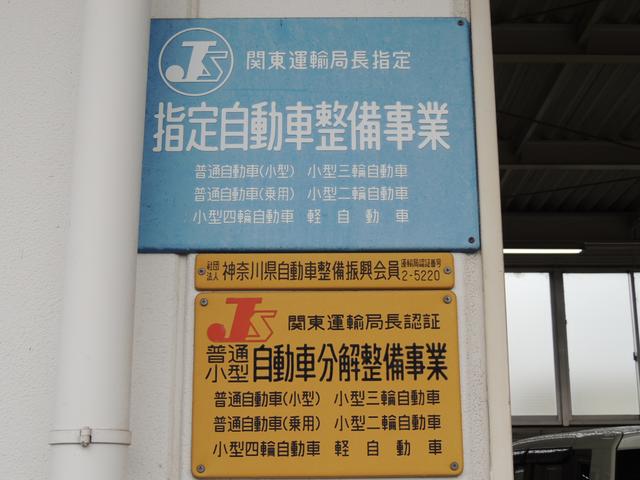 JS 関東運輸局長指定
指定自動車整備事業
普通自動車(小型) 小型三輪自動車
普通自動車(乗用) 小型二輪自動車
小型四輪自動車 軽自動車
社団法人 神奈川県自動車整備振興会員 運輸局認証番号 2-5220
JS 関東運輸局長認証
普通小型 自動車分解整備事業
普通自動車(小型) 小型三輪自動車
普通自動車(乗用) 小型二輪自動車
小型四輪自動車 軽自動車